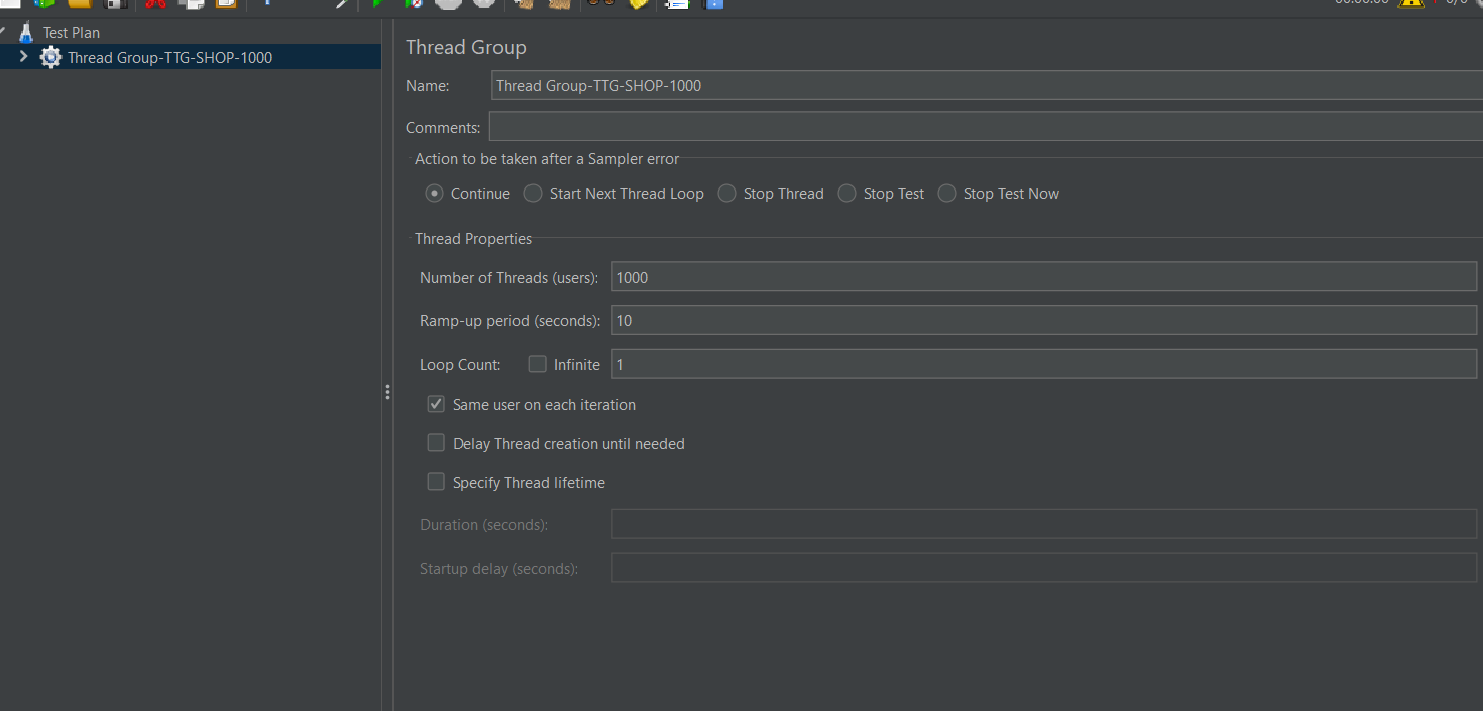 Test Plan
Thread Group-TTG-SHOP-1000
Thread Group
Name: Thread Group-TTG-SHOP-1000
Comments:
Action to be taken after a Sampler error
Continue Start Next Thread Loop Stop Thread Stop Test Stop Test Now
Thread Properties
Number of Threads (users): 1000
Ramp-up period (seconds): 10
Loop Count: Infinite 1
Same user on each iteration
Delay Thread creation until needed
Specify Thread lifetime
Duration (seconds):
Startup delay (seconds):